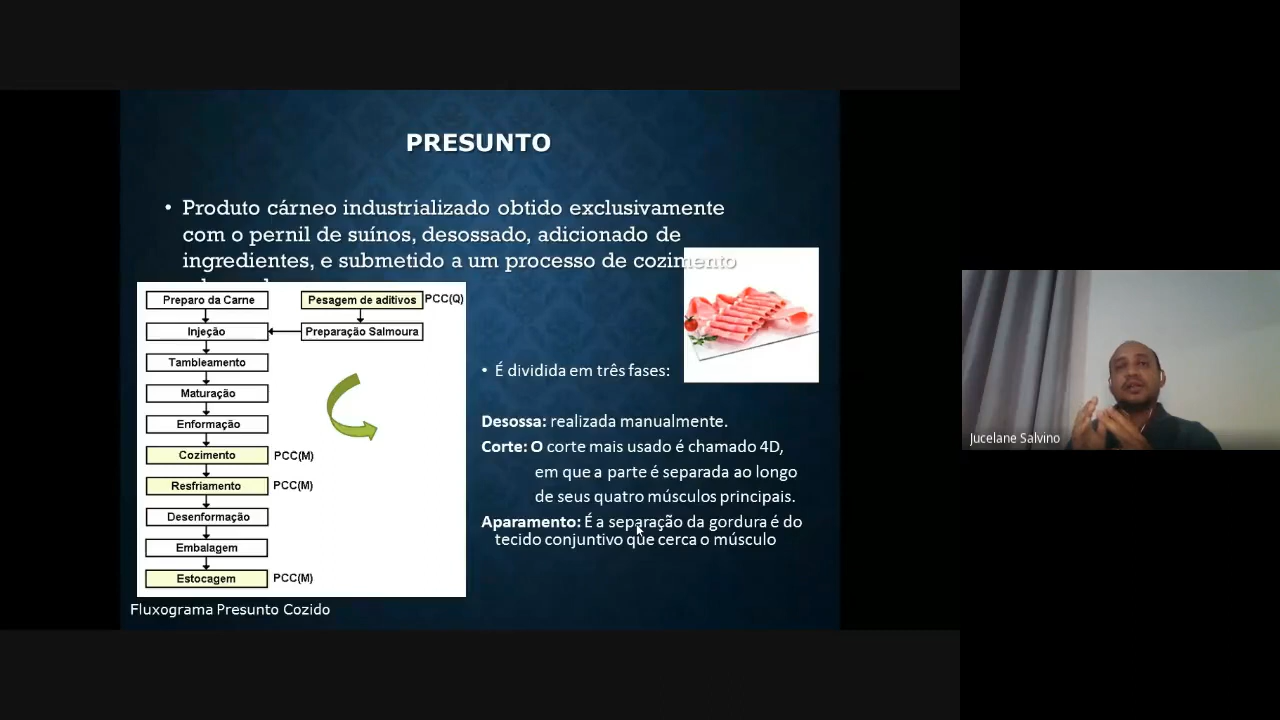 PRESUNTO
• Produto cárneo industrializado obtido exclusivamente
com o pernil de suínos, desossado, adicionado de
ingredientes, e submetido a um processo de cozimento
Preparo da Carne
Pesagem de aditivos PCC(Q)
Injeção
Preparação Salmoura
Tambleamento
Maturação
Enformação
Cozimento PCC(M)
Resfriamento PCC(M)
Desenformação
Embalagem
Estocagem PCC(M)
Fluxograma Presunto Cozido
• É dividida em três fases:
Desossa: realizada manualmente.
Corte: O corte mais usado é chamado 4D,
em que a parte é separada ao longo
de seus quatro músculos principais.
Aparamento: É a separação da gordura é do
tecido conjuntivo que cerca o músculo
Jucelane Salvino